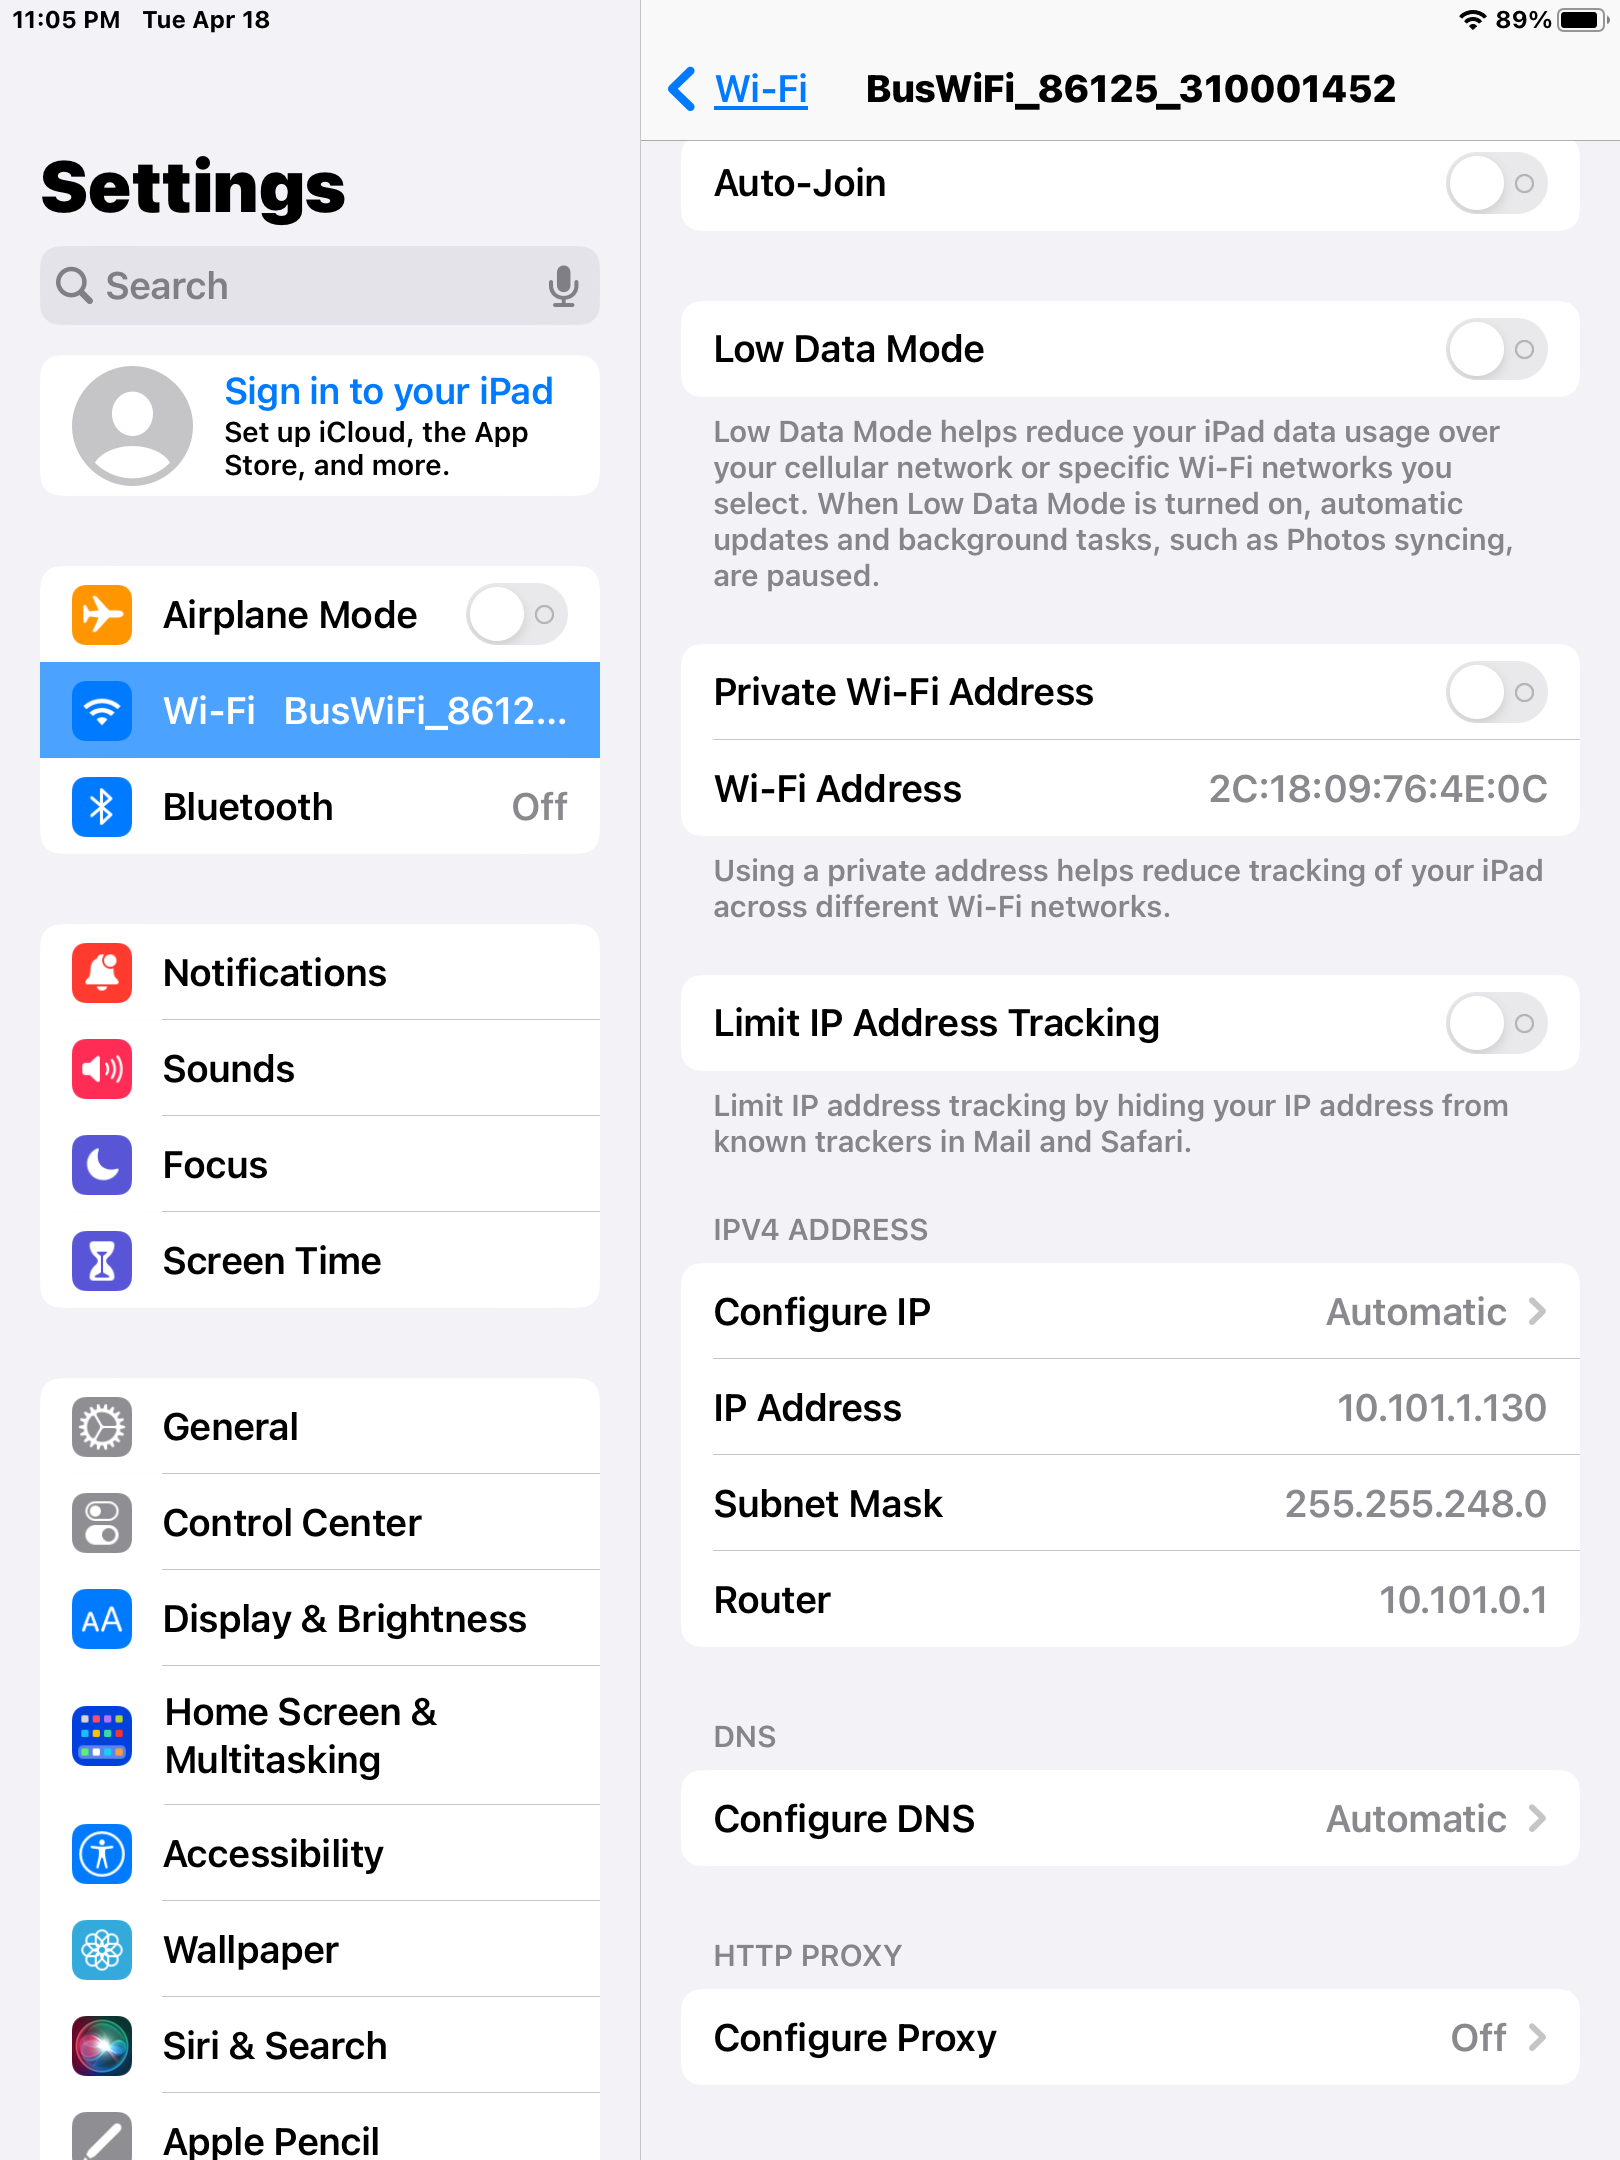 11:05 PM Tue Apr 18
89%
Settings
Search
Sign in to your iPad
Set up iCloud, the App
Store, and more.
Airplane Mode
Wi-Fi BusWiFi_8612...
Bluetooth Off
Notifications
Sounds
Focus
Screen Time
General
Control Center
AA Display & Brightness
Home Screen &
Multitasking
Accessibility
Wallpaper
Siri & Search
Apple Pencil
Wi-Fi BusWiFi_86125_310001452
Auto-Join
Low Data Mode
Low Data Mode helps reduce your iPad data usage over
your cellular network or specific Wi-Fi networks you
select. When Low Data Mode is turned on, automatic
updates and background tasks, such as Photos syncing,
are paused.
Private Wi-Fi Address
Wi-Fi Address 2C:18:09:76:4E:0C
Using a private address helps reduce tracking of your iPad
across different Wi-Fi networks.
Limit IP Address Tracking
Limit IP address tracking by hiding your IP address from
known trackers in Mail and Safari.
IPV4 ADDRESS
Configure IP Automatic
IP Address 10.101.1.130
Subnet Mask 255.255.248.0
Router 10.101.0.1
DNS
Configure DNS Automatic
HTTP PROXY
Configure Proxy Off